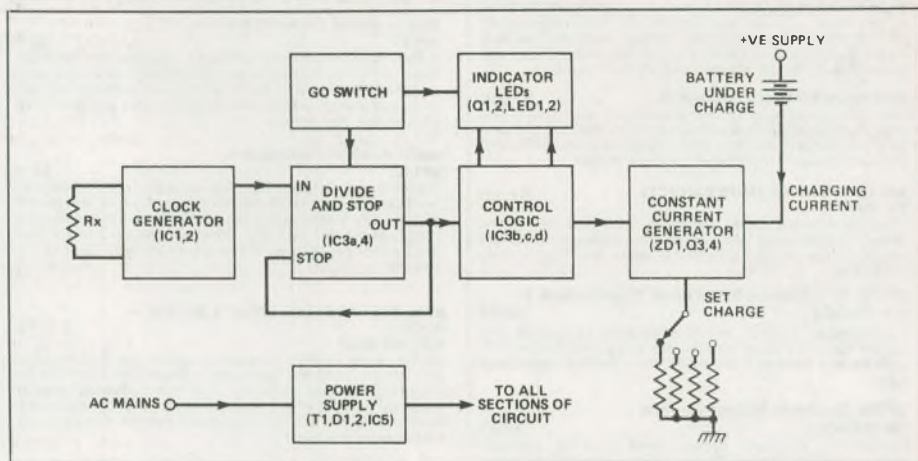 +VE SUPPLY
BATTERY
UNDER
CHARGE
GO SWITCH
INDICATOR
LEDs
(Q1,2,LED1,2)
Rx
CLOCK
GENERATOR
(IC1,2)
IN
DIVIDE
AND STOP
OUT
(IC3a,4)
STOP
CONTROL
LOGIC
(IC3b,c,d)
CONSTANT
CURRENT
GENERATOR
(ZD1,Q3,4)
CHARGING
CURRENT
SET
CHARGE
AC MAINS
POWER
SUPPLY
(T1,D1,2,IC5)
TO ALL
SECTIONS OF
CIRCUIT